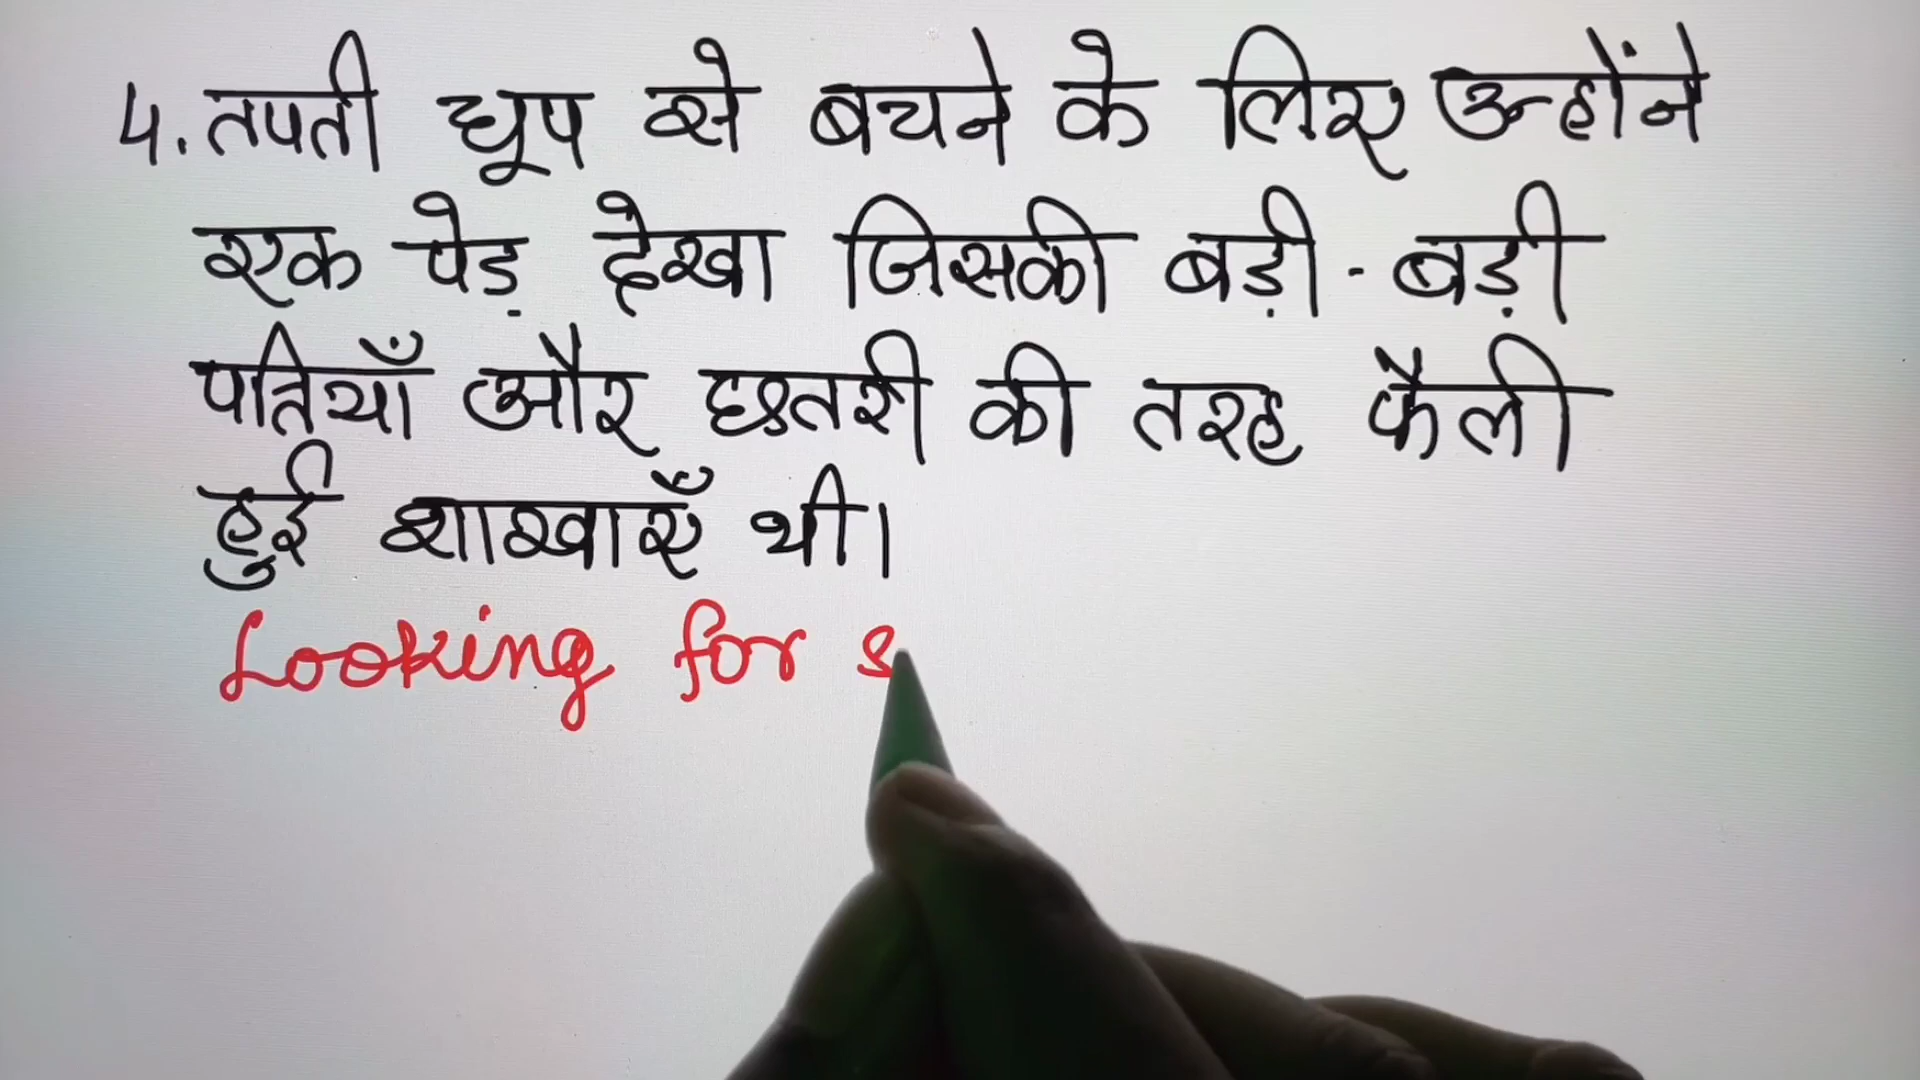 4. तपती धूप से बचने के लिए उन्होंने
एक पेड़ देखा जिसकी बड़ी - बड़ी
पतियाँ और छतरी की तरह फैली
हुई शाखाएँ थी।
Looking for s